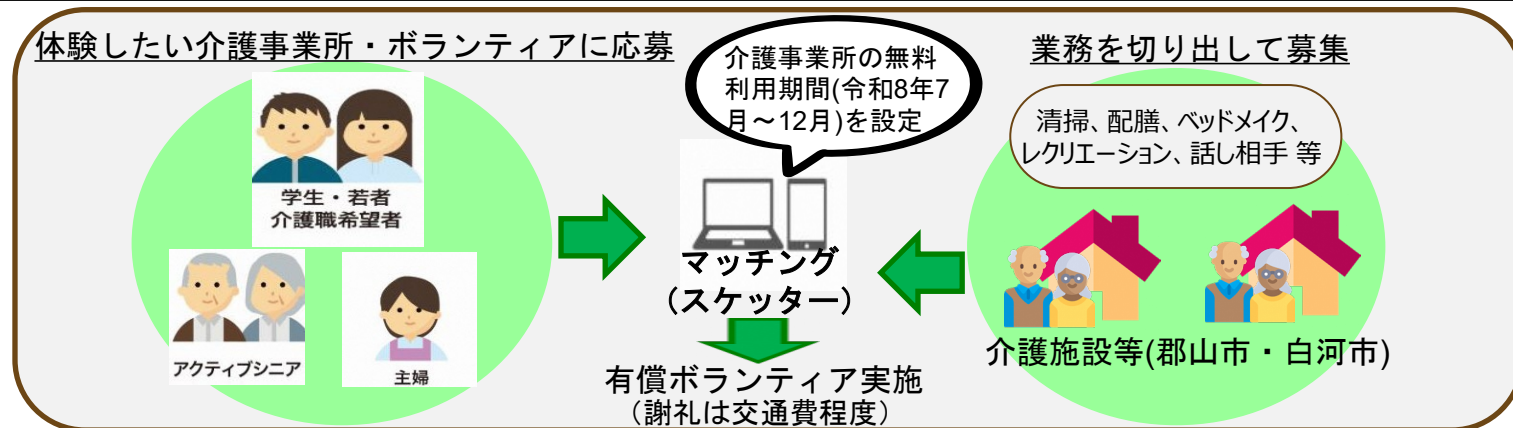 体験したい介護事業所・ボランティアに応募
学生・若者
介護職希望者
アクティブシニア
主婦
介護事業所の無料
利用期間(令和8年7
月～12月)を設定
マッチング
（スケッター）
有償ボランティア実施
（謝礼は交通費程度）
業務を切り出して募集
清掃、配膳、ベッドメイク、
レクリエーション、話し相手 等
介護施設等(郡山市・白河市)